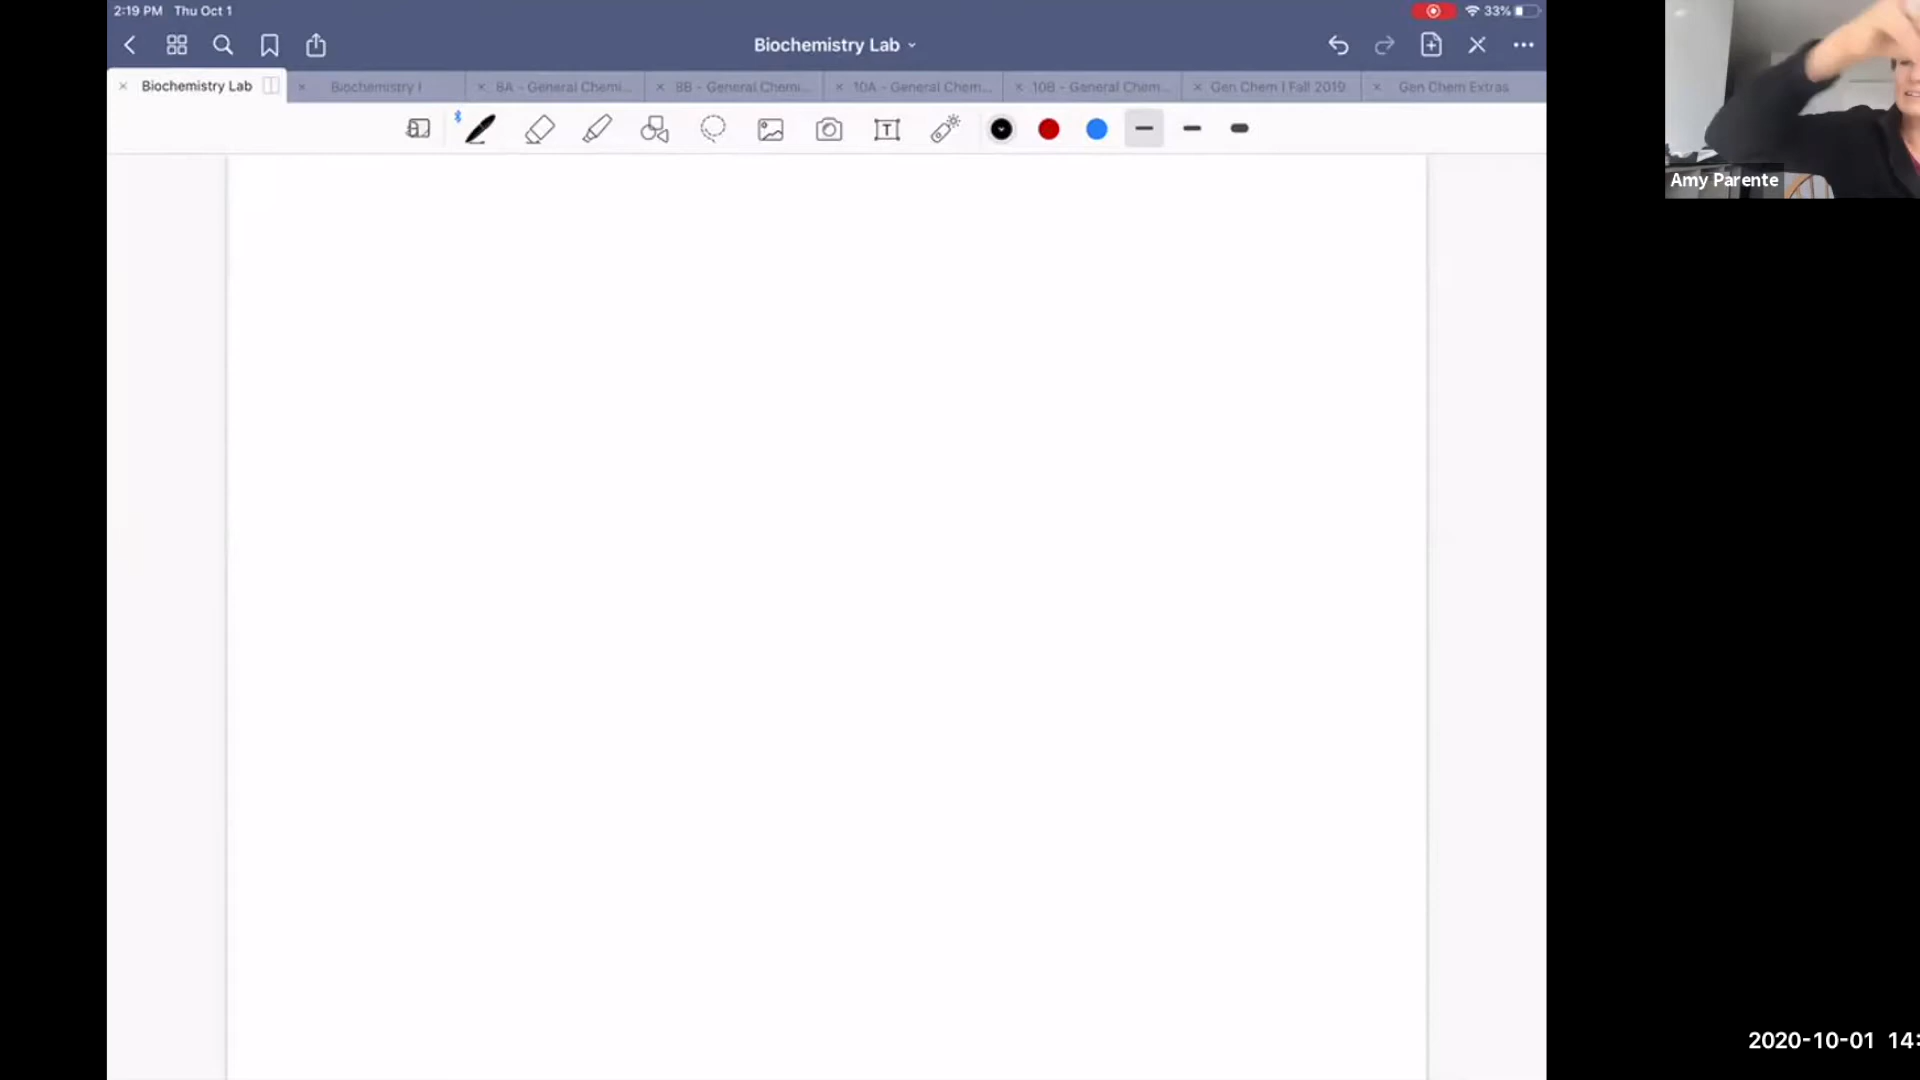 2:19 PM Thu Oct 1
33%
Biochemistry Lab
Biochemistry Lab
Biochemistry I
8A - General Chemi...
8B - General Chemi...
10A - General Chem...
10B - General Chem...
Gen Chem I Fall 2019
Gen Chem Extras
T
Amy Parente
2020-10-01 14: